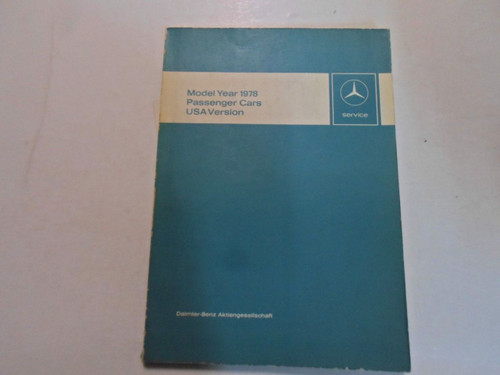 Model Year 1978
Passenger Cars
USA Version
service
Daimler-Benz Aktiengesellschaft